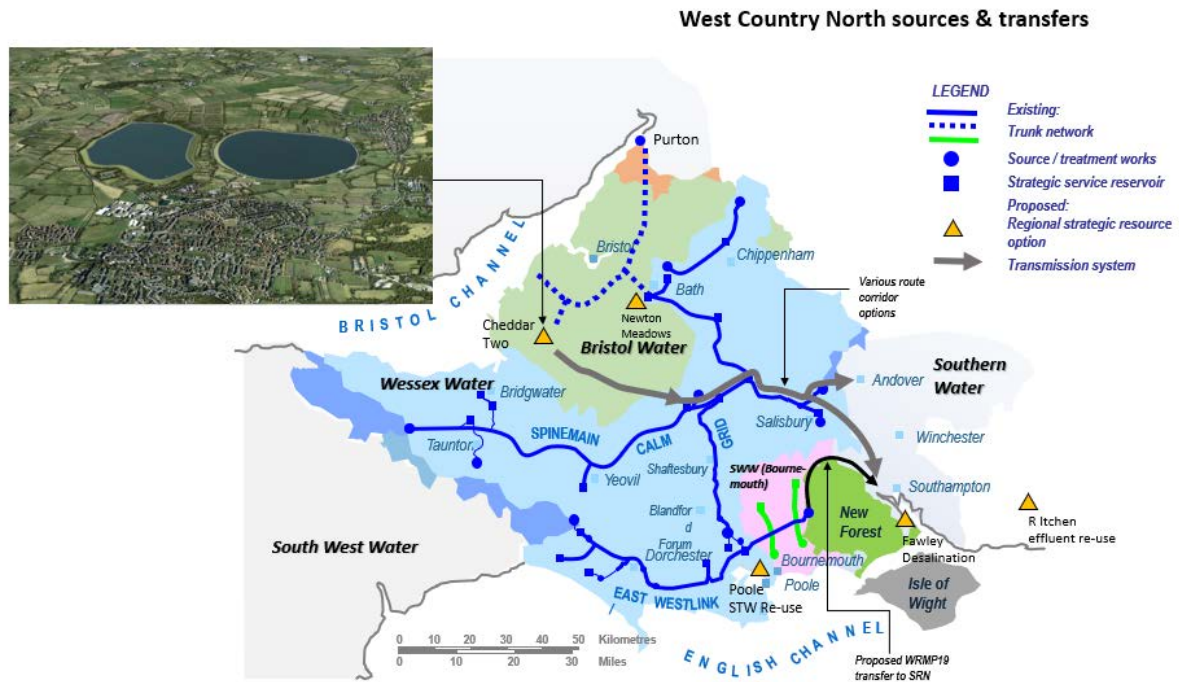 West Country North sources & transfers
LEGEND
Existing:
Trunk network
Source / treatment works
Strategic service reservoir
Proposed:
Regional strategic resource
option
Transmission system
Purton
BRISTOL CHANNEL
Bristo
Chippenham
Bath
Various route
corridor
options
Newton
Meadows
Cheddar
Two
Bristol Water
Southern
Water
Andover
Wessex Water
Bridgwater
Salisbury
Winchester
SPINEMAIN
CALM
GRID
Taunton
Shaftesbury
SWW (Bourne-
mouth)
Yeovil
Southampton
Blandfor
d
Forum
New
Forest
R Itchen
effluent re-use
South West Water
Fawley
Desalination
Dorchester
Bournemouth
Poole
Isle of
Wight
Poole
STW Re-use
EAST WESTLINK
/
ENGLISH CHANNEL
0 10 20 30 40 50 Kilometres
0 10 20 30 Miles
Proposed WRMP19
transfer to SRN